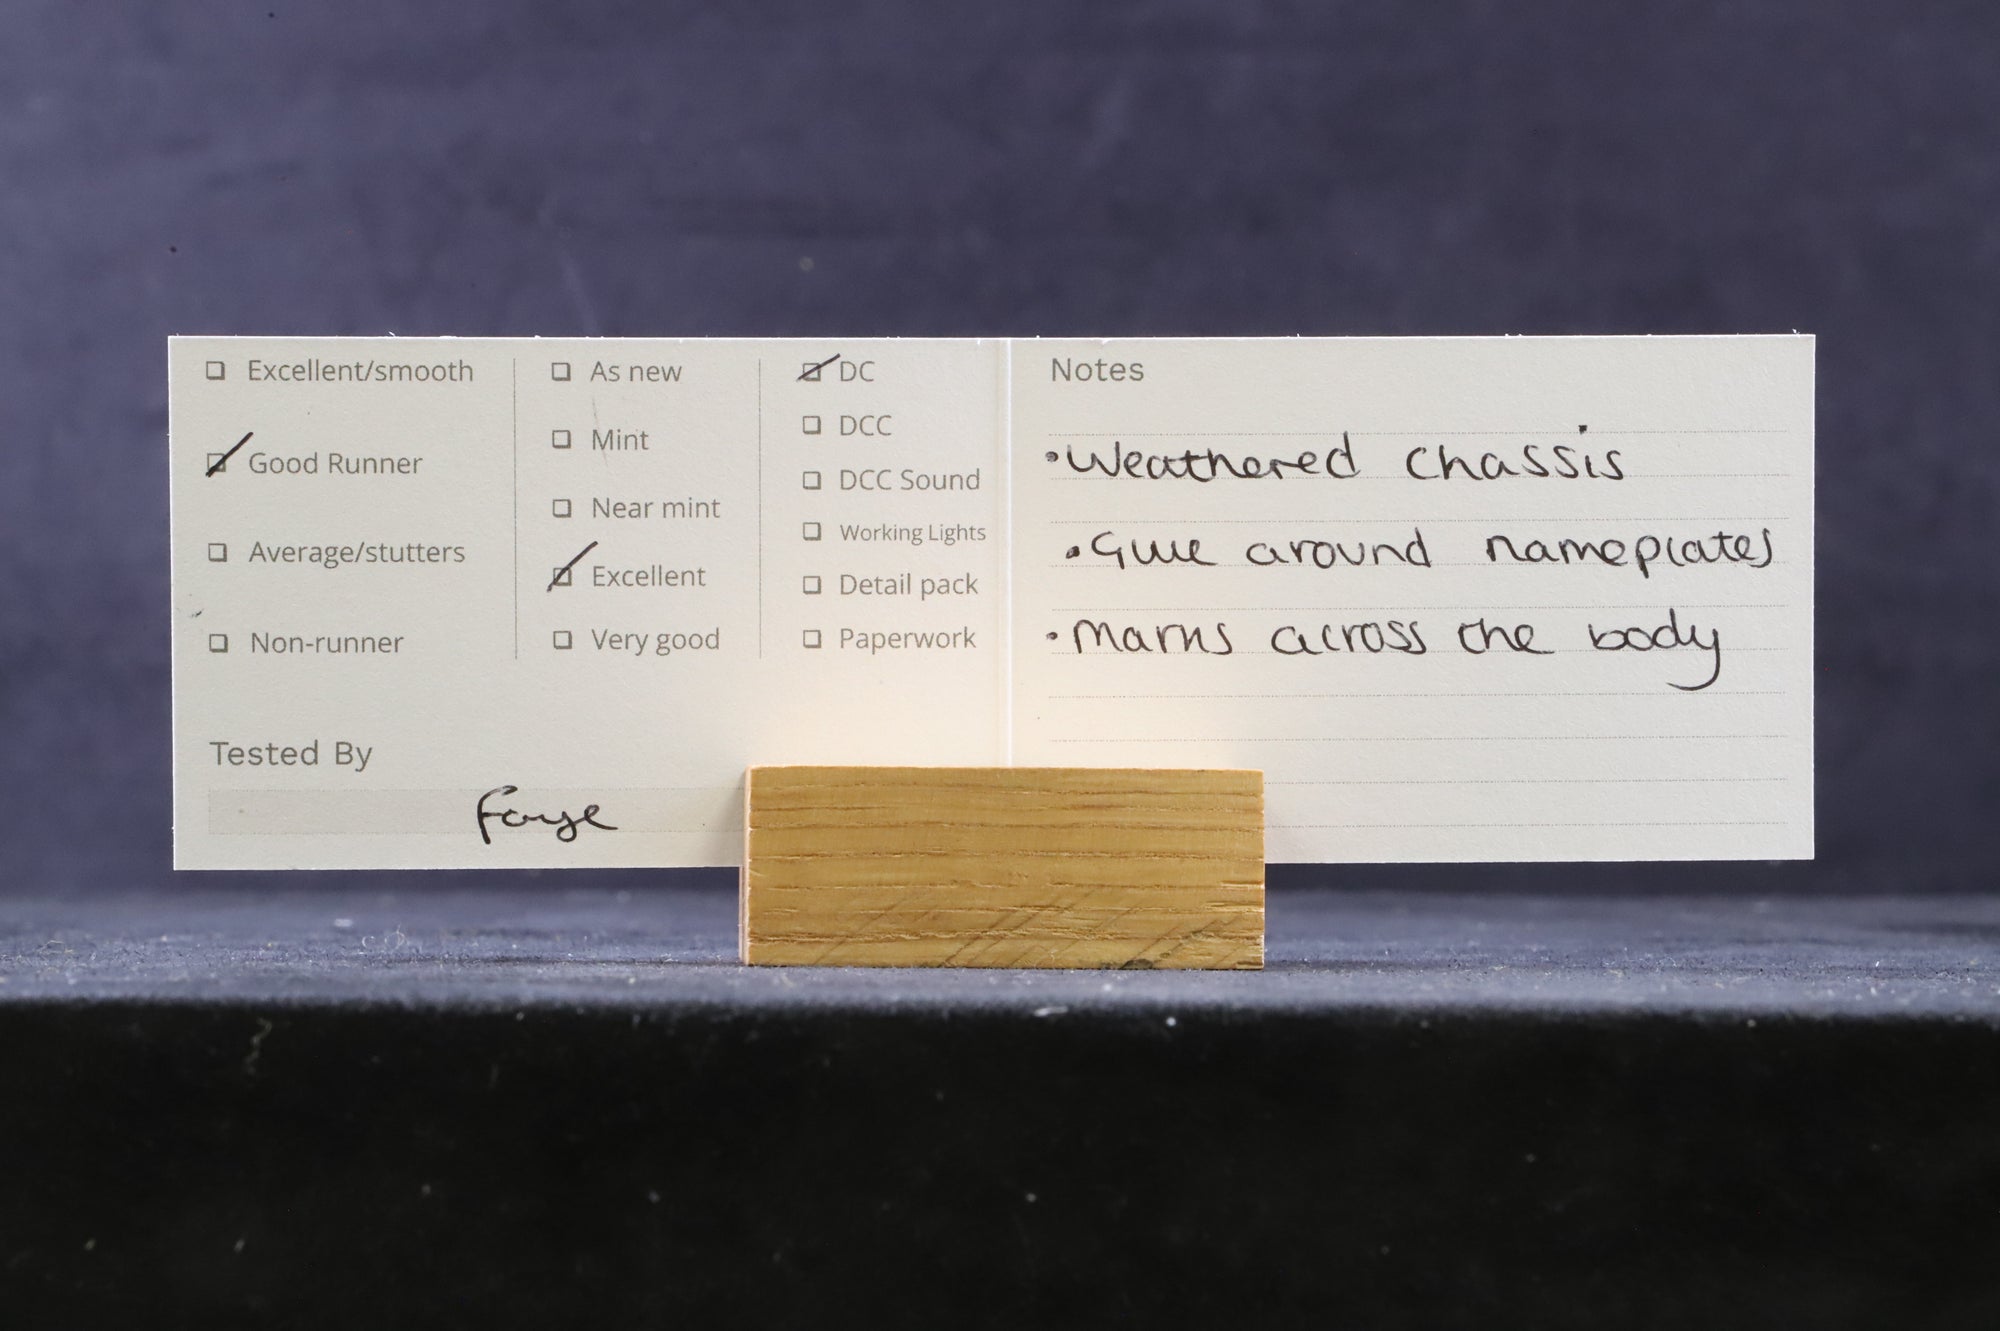 Excellent/smooth
Good Runner
Average/stutters
Non-runner
As new
Mint
Near mint
Excellent
Very good
DC
DCC
DCC Sound
Working Lights
Detail pack
Paperwork
Tested By
Faye
Notes
• Weathered chassis
• Glue around nameplates
• Marks across the body